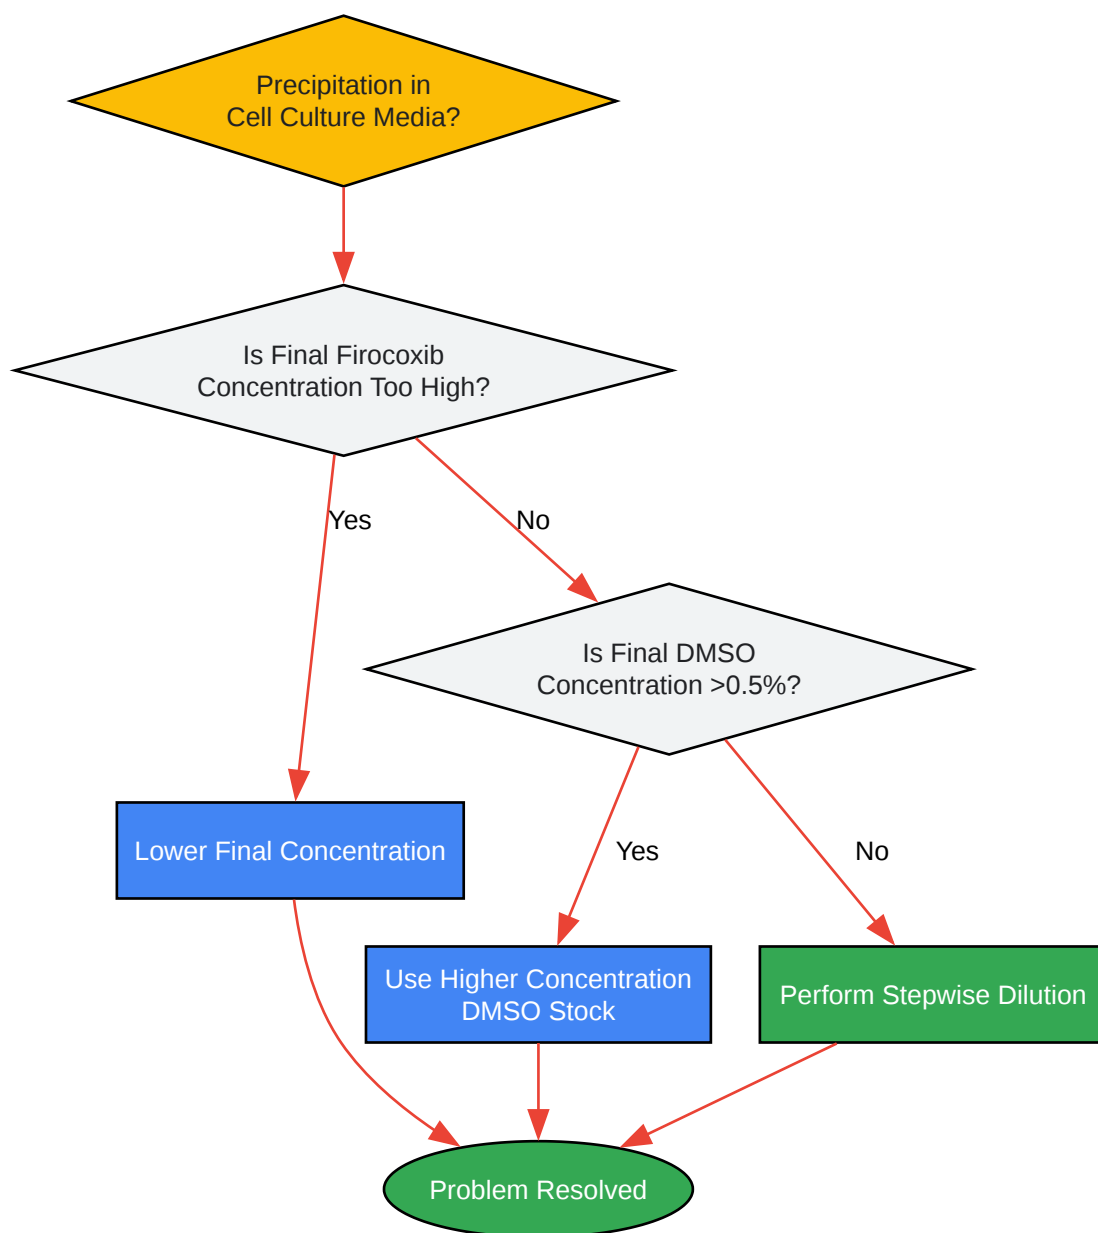 Precipitation in
Cell Culture Media?
Is Final Firocoxib
Concentration Too High?
Yes
No
Is Final DMSO
Concentration >0.5%?
Lower Final Concentration
Yes
No
Use Higher Concentration
DMSO Stock
Perform Stepwise Dilution
Problem Resolved